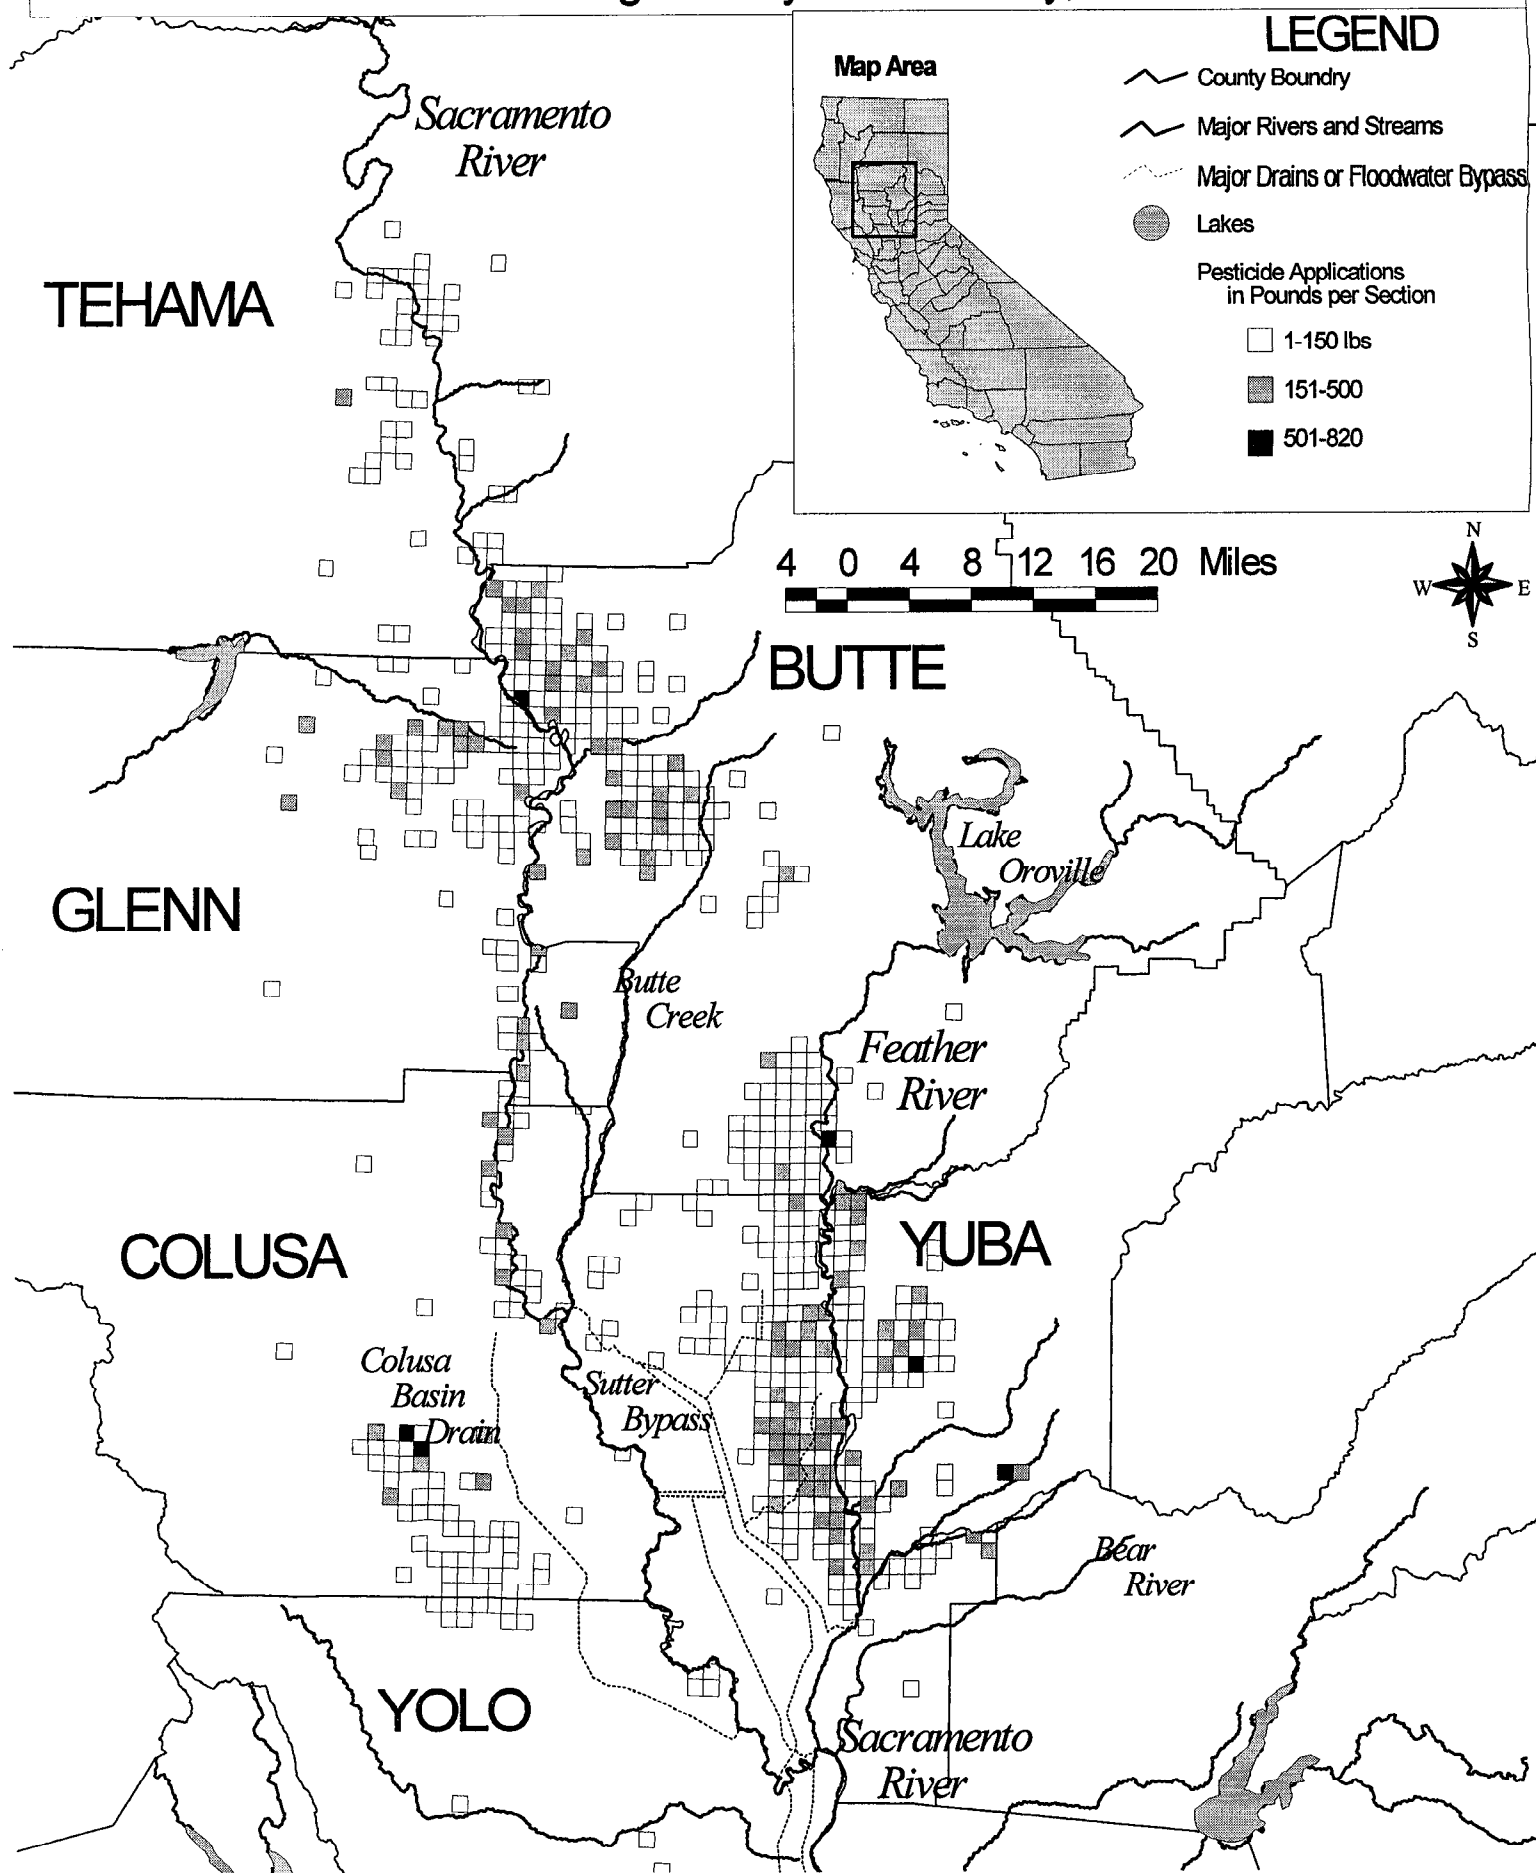 LEGEND
Map Area
County Boundry
Major Rivers and Streams
Major Drains or Floodwater Bypass
Lakes
Pesticide Applications
in Pounds per Section
1-150 lbs
151-500
501-820
Sacramento
River
TEHAMA
4 0 4 8 12 16 20 Miles
N
W E
S
BUTTE
Lake
Oroville
GLENN
Butte
Creek
Feather
River
COLUSA
YUBA
Colusa
Basin
Drain
Sutter
Bypass
Bear
River
YOLO
Sacramento
River